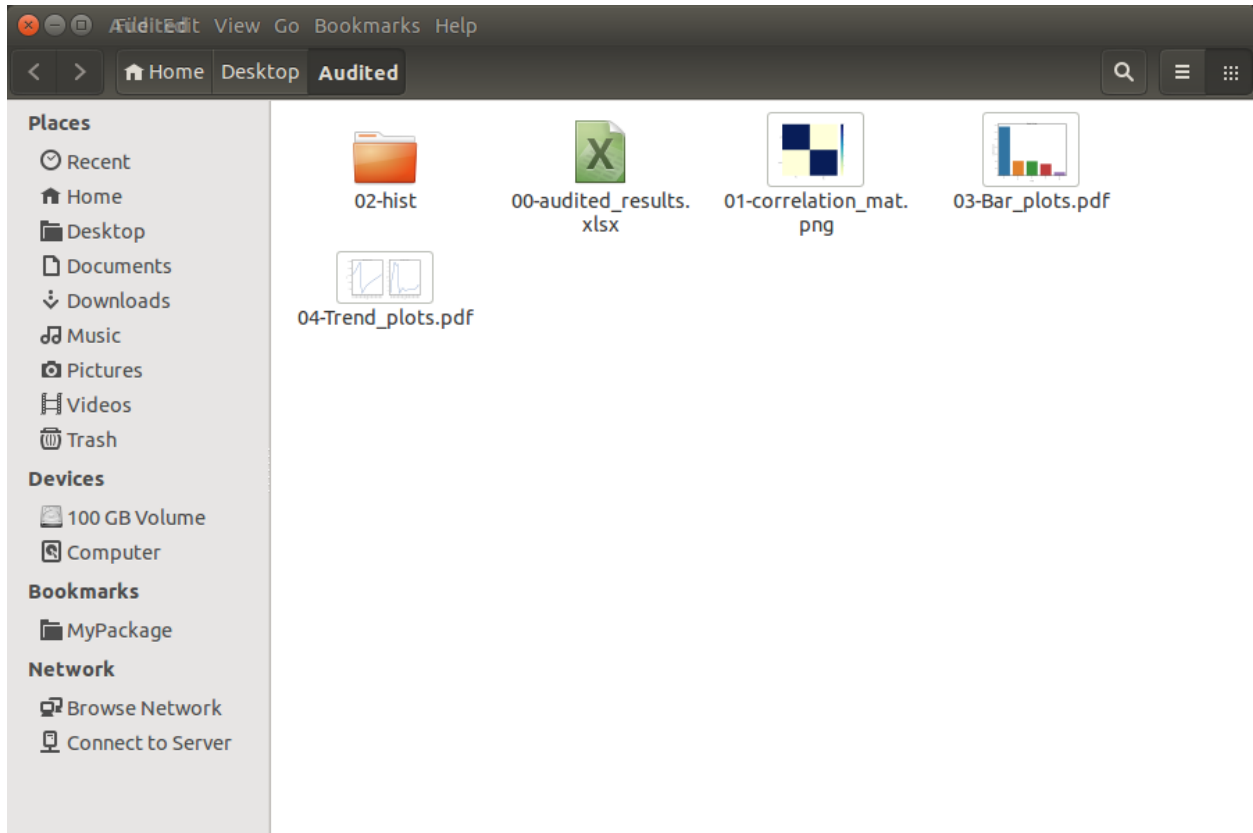 View Go Bookmarks Help
Home Desktop Audited
Places
Recent
Home
Desktop
Documents
Downloads
Music
Pictures
Videos
Trash
Devices
100 GB Volume
Computer
Bookmarks
MyPackage
Network
Browse Network
Connect to Server
02-hist
00-audited_results.
xlsx
01-correlation_mat.
png
03-Bar_plots.pdf
04-Trend_plots.pdf